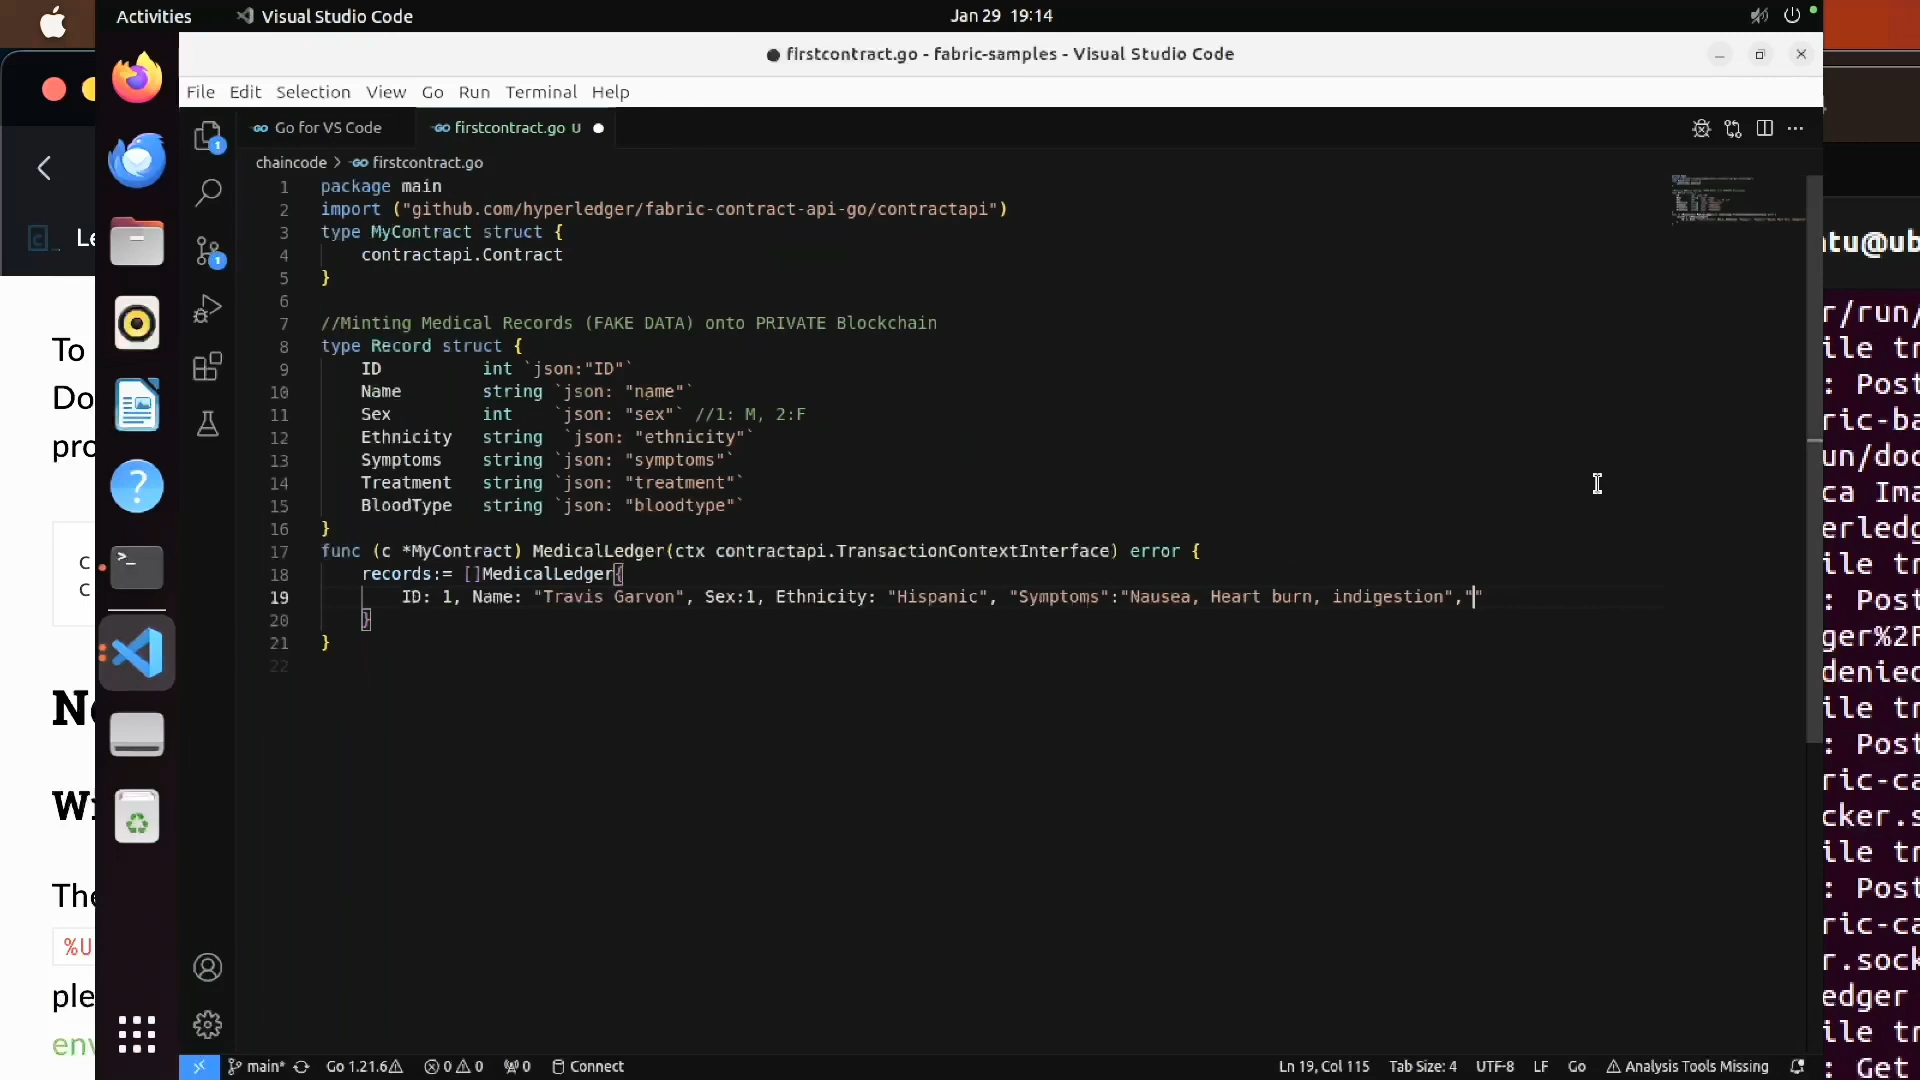 Activities
Visual Studio Code
Jan 29 19:14
firstcontract.go - fabric-samples - Visual Studio Code
File Edit Selection View Go Run Terminal Help
Go for VS Code
firstcontract.go U
chaincode > firstcontract.go
1 package main
2 import ("github.com/hyperledger/fabric-contract-api-go/contractapi")
3 type MyContract struct {
4 contractapi.Contract
5 }
6
7 //Minting Medical Records (FAKE DATA) onto PRIVATE Blockchain
8 type Record struct {
9 ID int `json:"ID"`
10 Name string `json: "name"`
11 Sex int `json: "sex"` //1: M, 2:F
12 Ethnicity string `json: "ethnicity"`
13 Symptoms string `json: "symptoms"`
14 Treatment string `json: "treatment"`
15 BloodType string `json: "bloodtype"`
16 }
17 func (c *MyContract) MedicalLedger(ctx contractapi.TransactionContextInterface) error {
18 records:= []MedicalLedger{
19 ID: 1, Name: "Travis Garvon", Sex:1, Ethnicity: "Hispanic", "Symptoms":"Nausea, Heart burn, indigestion",""
20 }
21 }
22
main* Go 1.21.6 0 0 0 Connect
Ln 19, Col 115 Tab Size: 4 UTF-8 LF Go Analysis Tools Missing
1
1
Le
To
Do
pro
c
c
The
%U
ple
env
ntu@ub
r/run/
ile tr
: Post
ric-ba
un/doc
ca Ima
erledg
ile tr
: Post
ger%2F
denied
ile tr
: Post
ric-ca
cker.s
ile tr
: Post
ric-ca
r.sock
edger
ile tr
: Get